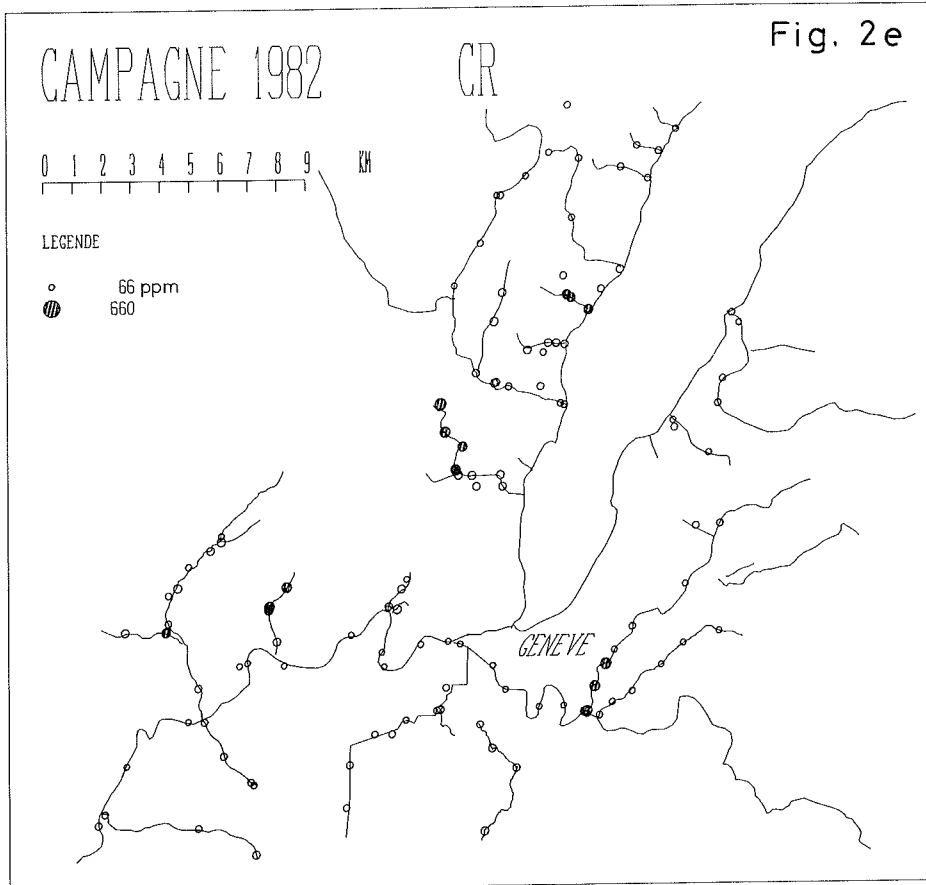 Fig. 2e
CAMPAGNE 1982 CR
0 1 2 3 4 5 6 7 8 9 KM
LEGENDE
66 ppm
660
GENEVE